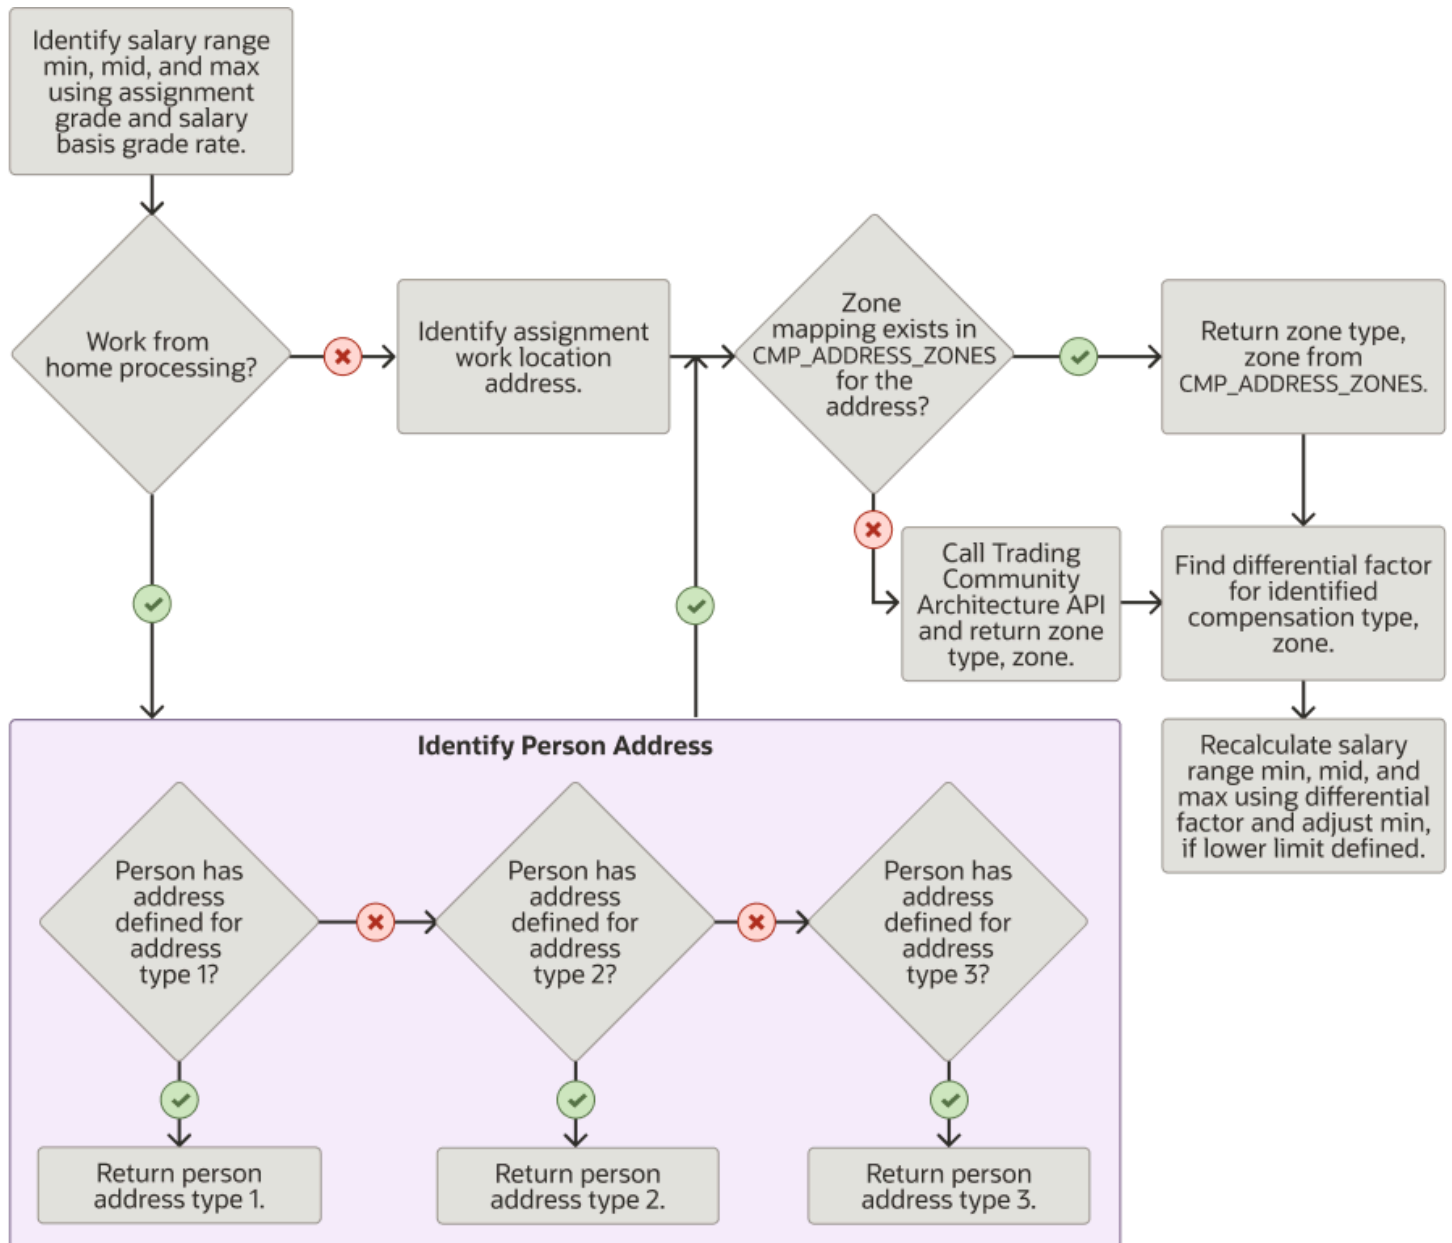 Identify salary range
min, mid, and max
using assignment
grade and salary
basis grade rate.
Work from
home processing?
Identify assignment
work location
address.
Zone
mapping exists in
CMP_ADDRESS_ZONES
for the
address?
Return zone type,
zone from
CMP_ADDRESS_ZONES.
Call Trading
Community
Architecture API
and return zone
type, zone.
Find differential factor
for identified
compensation type,
zone.
Recalculate salary
range min, mid, and
max using differential
factor and adjust min,
if lower limit defined.
Identify Person Address
Person has
address
defined for
address
type 1?
Person has
address
defined for
address
type 2?
Person has
address
defined for
address
type 3?
Return person
address type 1.
Return person
address type 2.
Return person
address type 3.